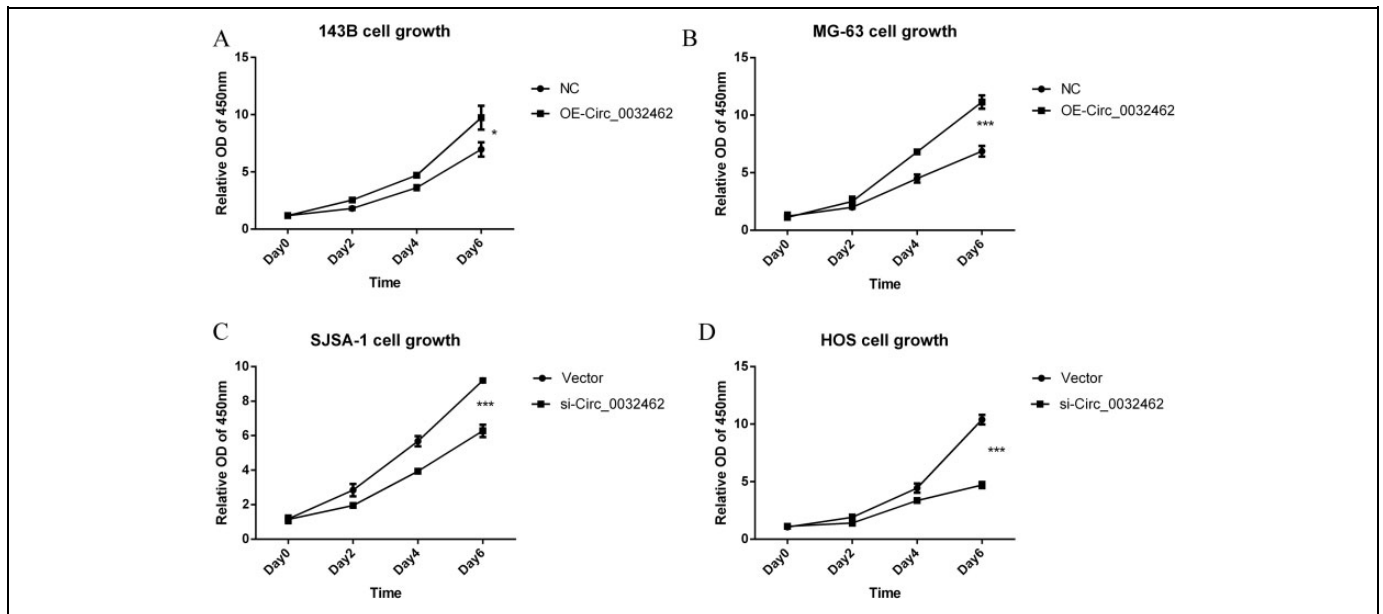 A
143B cell growth
Relative OD of 450nm
15
10
5
0
Day0
Day2
Day4
Day6
Time
NC
OE-Circ_0032462
*
B
MG-63 cell growth
Relative OD of 450nm
15
10
5
0
Day0
Day2
Day4
Day6
Time
NC
OE-Circ_0032462
***
C
SJSA-1 cell growth
Relative OD of 450nm
10
8
6
4
2
0
Day0
Day2
Day4
Day6
Time
Vector
si-Circ_0032462
***
D
HOS cell growth
Relative OD of 450nm
15
10
5
0
Day0
Day2
Day4
Day6
Time
Vector
si-Circ_0032462
***